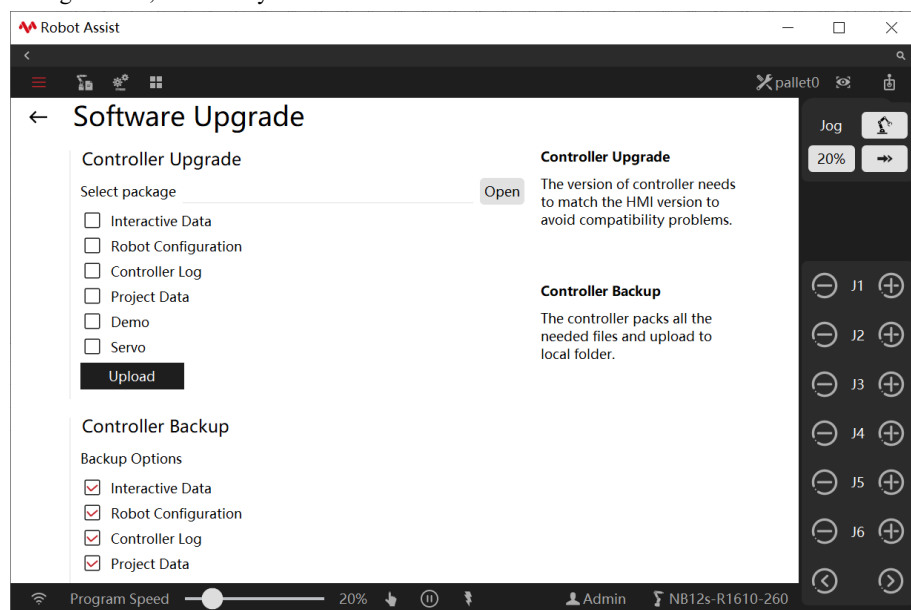 Robot Assist
pallet0
Software Upgrade
Controller Upgrade
Select package
Open
Interactive Data
Robot Configuration
Controller Log
Project Data
Demo
Servo
Upload
Controller Backup
Backup Options
Interactive Data
Robot Configuration
Controller Log
Project Data
Controller Upgrade
The version of controller needs
to match the HMI version to
avoid compatibility problems.
Controller Backup
The controller packs all the
needed files and upload to
local folder.
Jog
20%
J1
J2
J3
J4
J5
J6
Program Speed
20%
Admin
NB12s-R1610-260